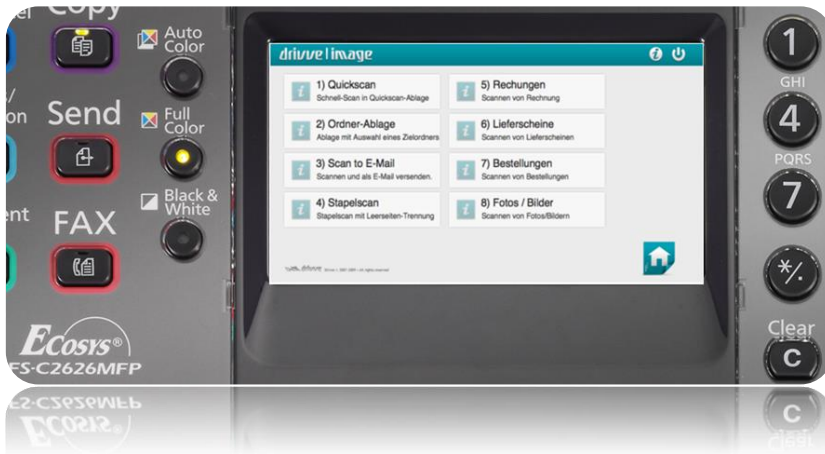 Copy
Auto
Color
Send
Full
Color
Black &
White
FAX
ECOSYS®
FS-C2626MFP
drivve | image
1) Quickscan
Schnell-Scan in Quickscan-Ablage
2) Ordner-Ablage
Ablage mit Auswahl eines Zielordners
3) Scan to E-Mail
Scannen und als E-Mail versenden.
4) Stapelscan
Stapelscan mit Leerseiten-Trennung
5) Rechungen
Scannen von Rechnung
6) Lieferscheine
Scannen von Lieferscheinen
7) Bestellungen
Scannen von Bestellungen
8) Fotos / Bilder
Scannen von Fotos/Bildern
1
GHI
4
PQRS
7
*/.
Clear
C